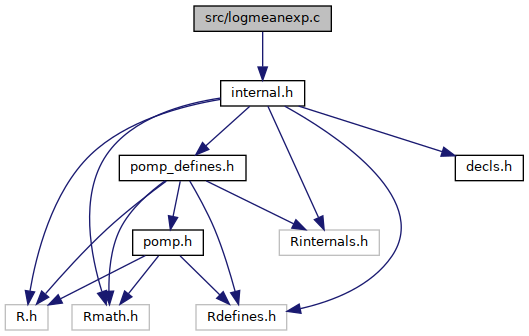 src/logmeanexp.c
internal.h
pomp_defines.h
decls.h
pomp.h
Rinternals.h
R.h
Rmath.h
Rdefines.h